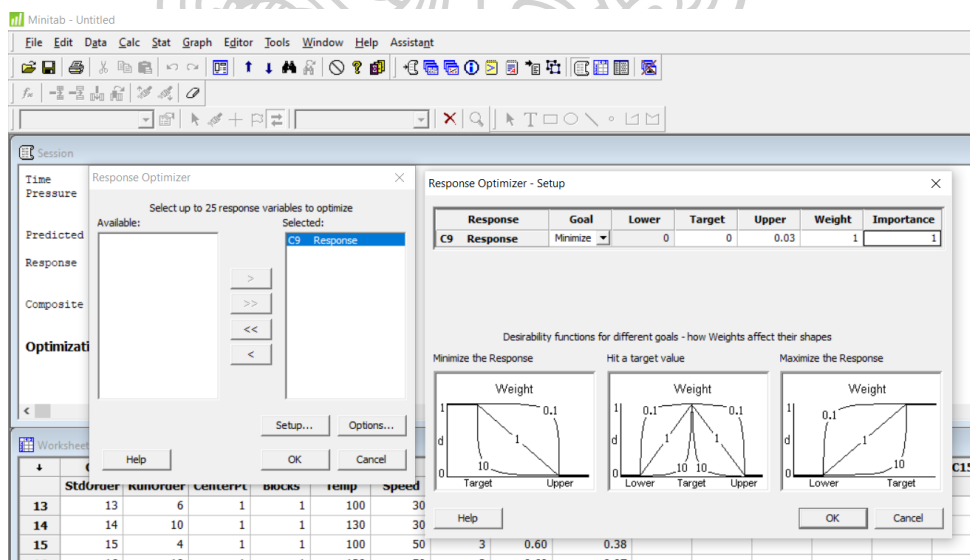 Minitab - Untitled
File Edit Data Calc Stat Graph Editor Tools Window Help Assistant
Session
Time
Pressure
Predicted
Response
Composite
Optimizati
Response Optimizer
Select up to 25 response variables to optimize
Available: Selected:
C9 Response
>
>>
<<
<
Setup... Options...
Help OK Cancel
Response Optimizer - Setup
Response Goal Lower Target Upper Weight Importance
C9 Response Minimize 0 0 0.03 1 1
Desirability functions for different goals - how Weights affect their shapes
Minimize the Response Hit a target value Maximize the Response
Weight Weight Weight
1 0.1 1 0.1 0.1 1 0.1
d 1 d 1 1 d 1
0 10 0 10 10 0 10
Target Upper Lower Target Upper Lower Target
Help OK Cancel
Worksheet
C15
StdOrder RunOrder CenterPt Blocks Temp Speed
13 13 6 1 1 100 30
14 14 10 1 1 130 30
15 15 4 1 1 100 50 3 0.60 0.38